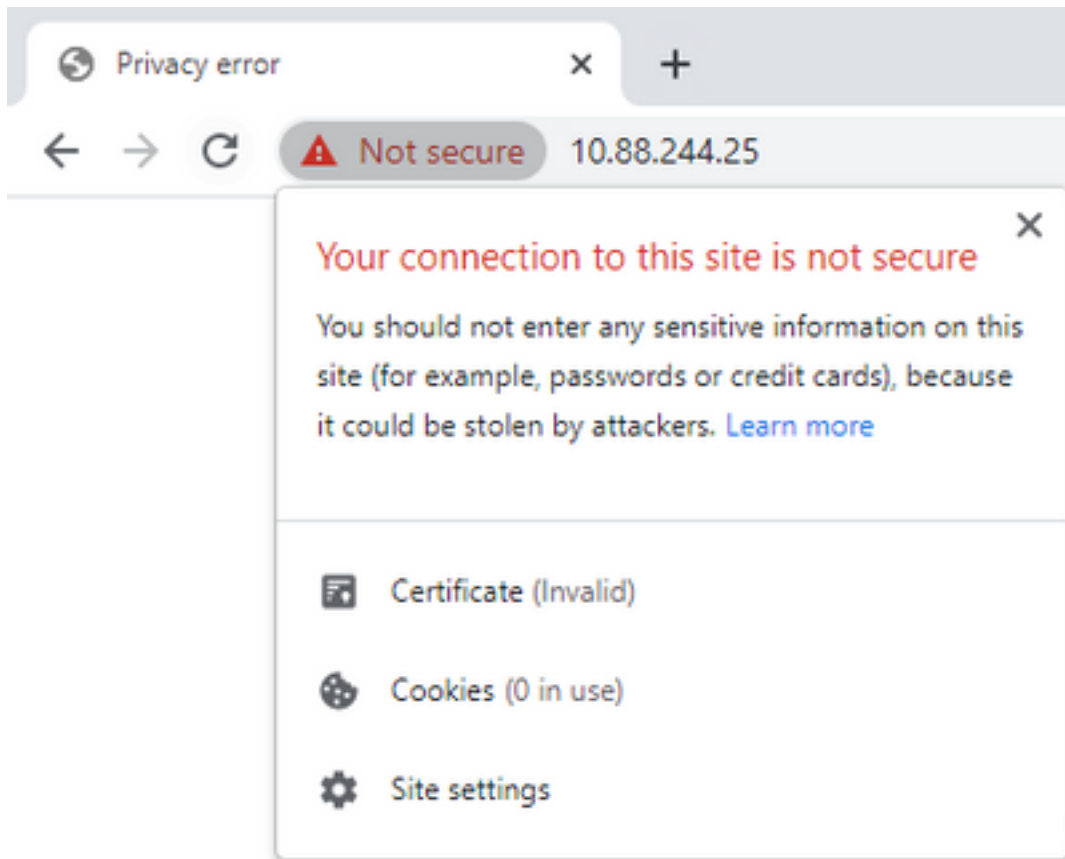 Privacy error
Not secure 10.88.244.25
Your connection to this site is not secure
You should not enter any sensitive information on this
site (for example, passwords or credit cards), because
it could be stolen by attackers. Learn more
Certificate (Invalid)
Cookies (0 in use)
Site settings